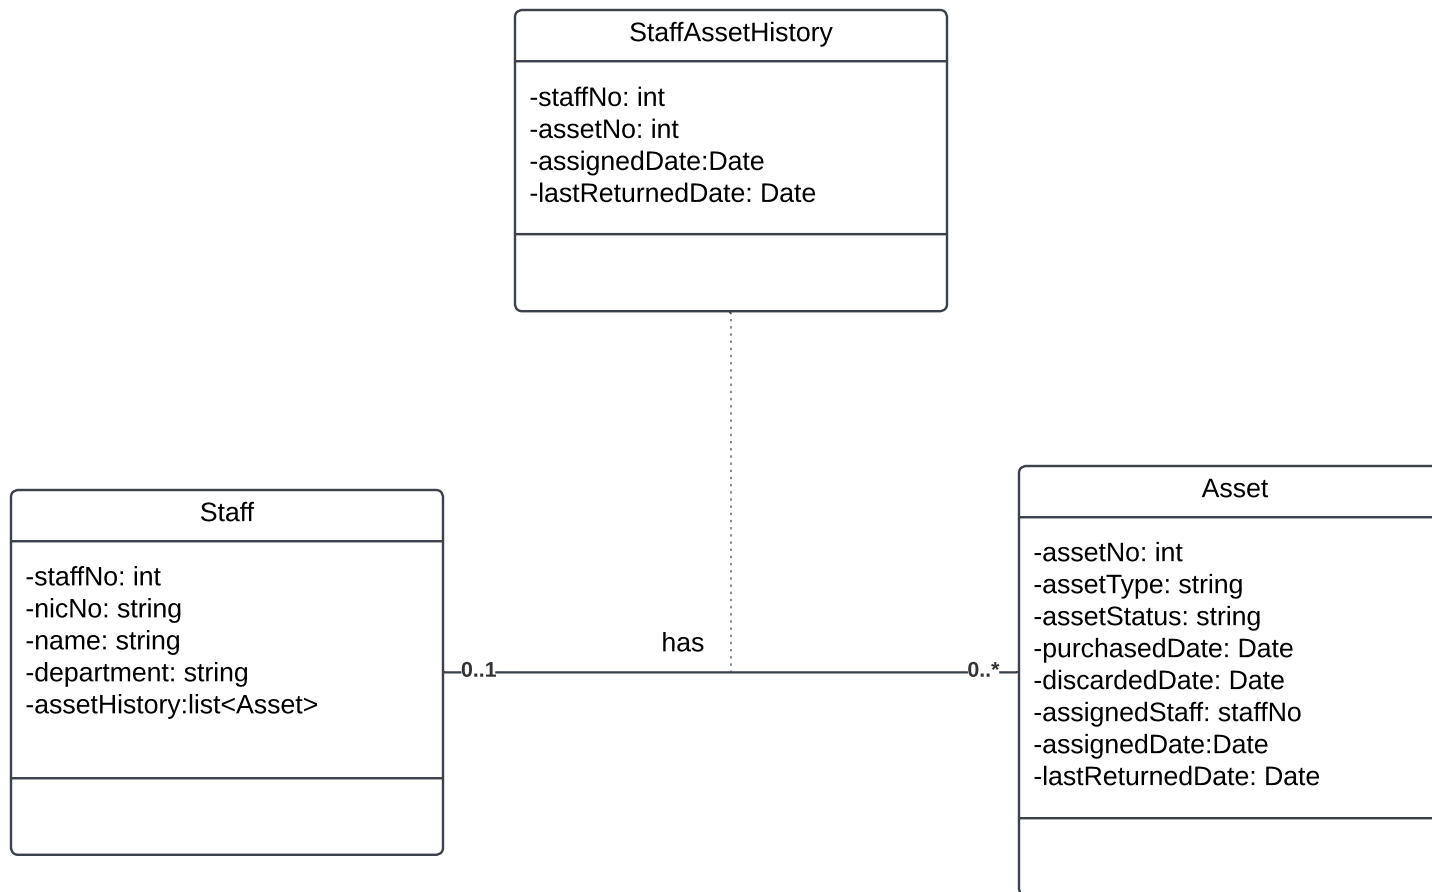 StaffAssetHistory
-staffNo: int
-assetNo: int
-assignedDate:Date
-lastReturnedDate: Date
Staff
-staffNo: int
-nicNo: string
-name: string
-department: string
-assetHistory:list<Asset>
has
0..1
0..*
Asset
-assetNo: int
-assetType: string
-assetStatus: string
-purchasedDate: Date
-discardedDate: Date
-assignedStaff: staffNo
-assignedDate:Date
-lastReturnedDate: Date